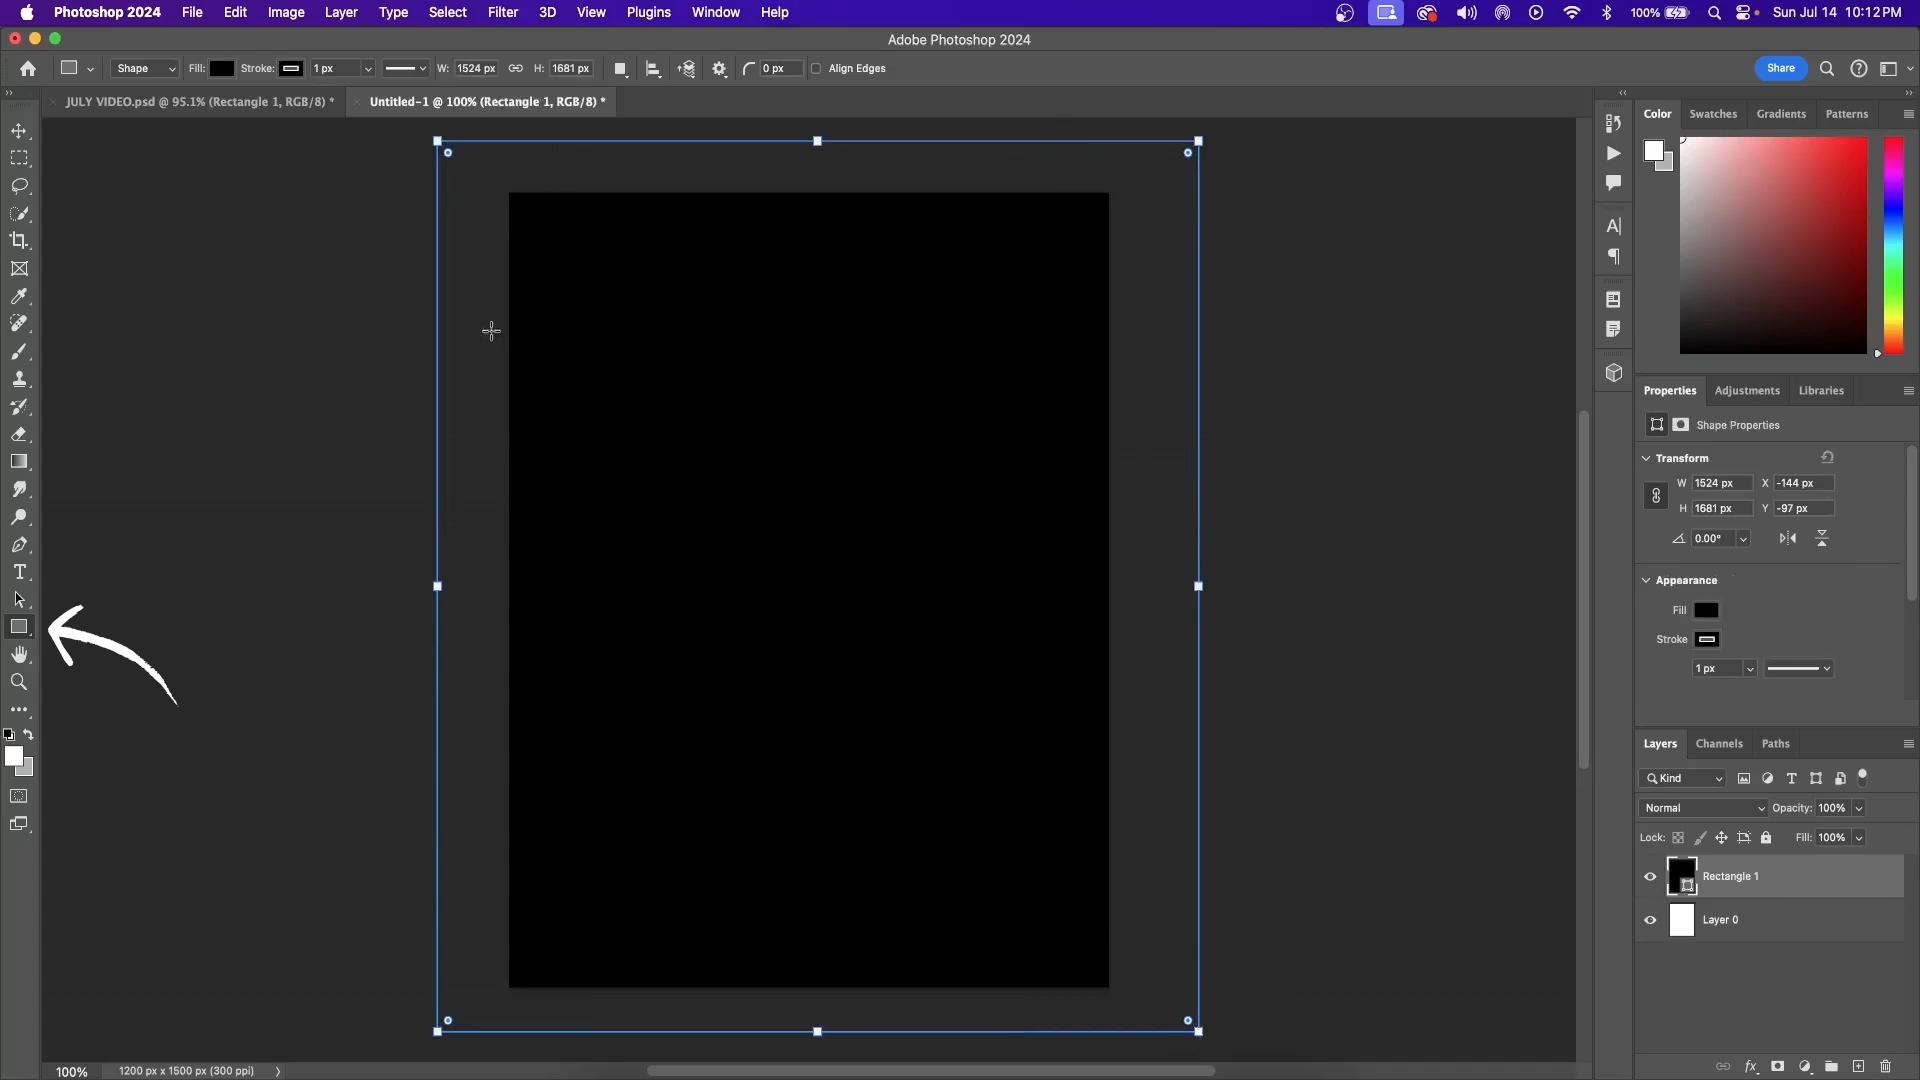 Photoshop 2024 File Edit Image Layer Type Select Filter 3D View Plugins Window Help 100% Sun Jul 14 10:12 PM
Adobe Photoshop 2024
Shape Fill: Stroke: 1 px W: 1524 px H: 1681 px 0 px Align Edges Share
JULY VIDEO.psd @ 95.1% (Rectangle 1, RGB/8) * Untitled-1 @ 100% (Rectangle 1, RGB/8) *
Color Swatches Gradients Patterns
Properties Adjustments Libraries
Shape Properties
Transform
W 1524 px X -144 px
H 1681 px Y -97 px
0.00°
Appearance
Fill
Stroke
1 px
Layers Channels Paths
Kind
Normal Opacity: 100%
Lock: Fill: 100%
Rectangle 1
Layer 0
100% 1200 px x 1500 px (300 ppi)